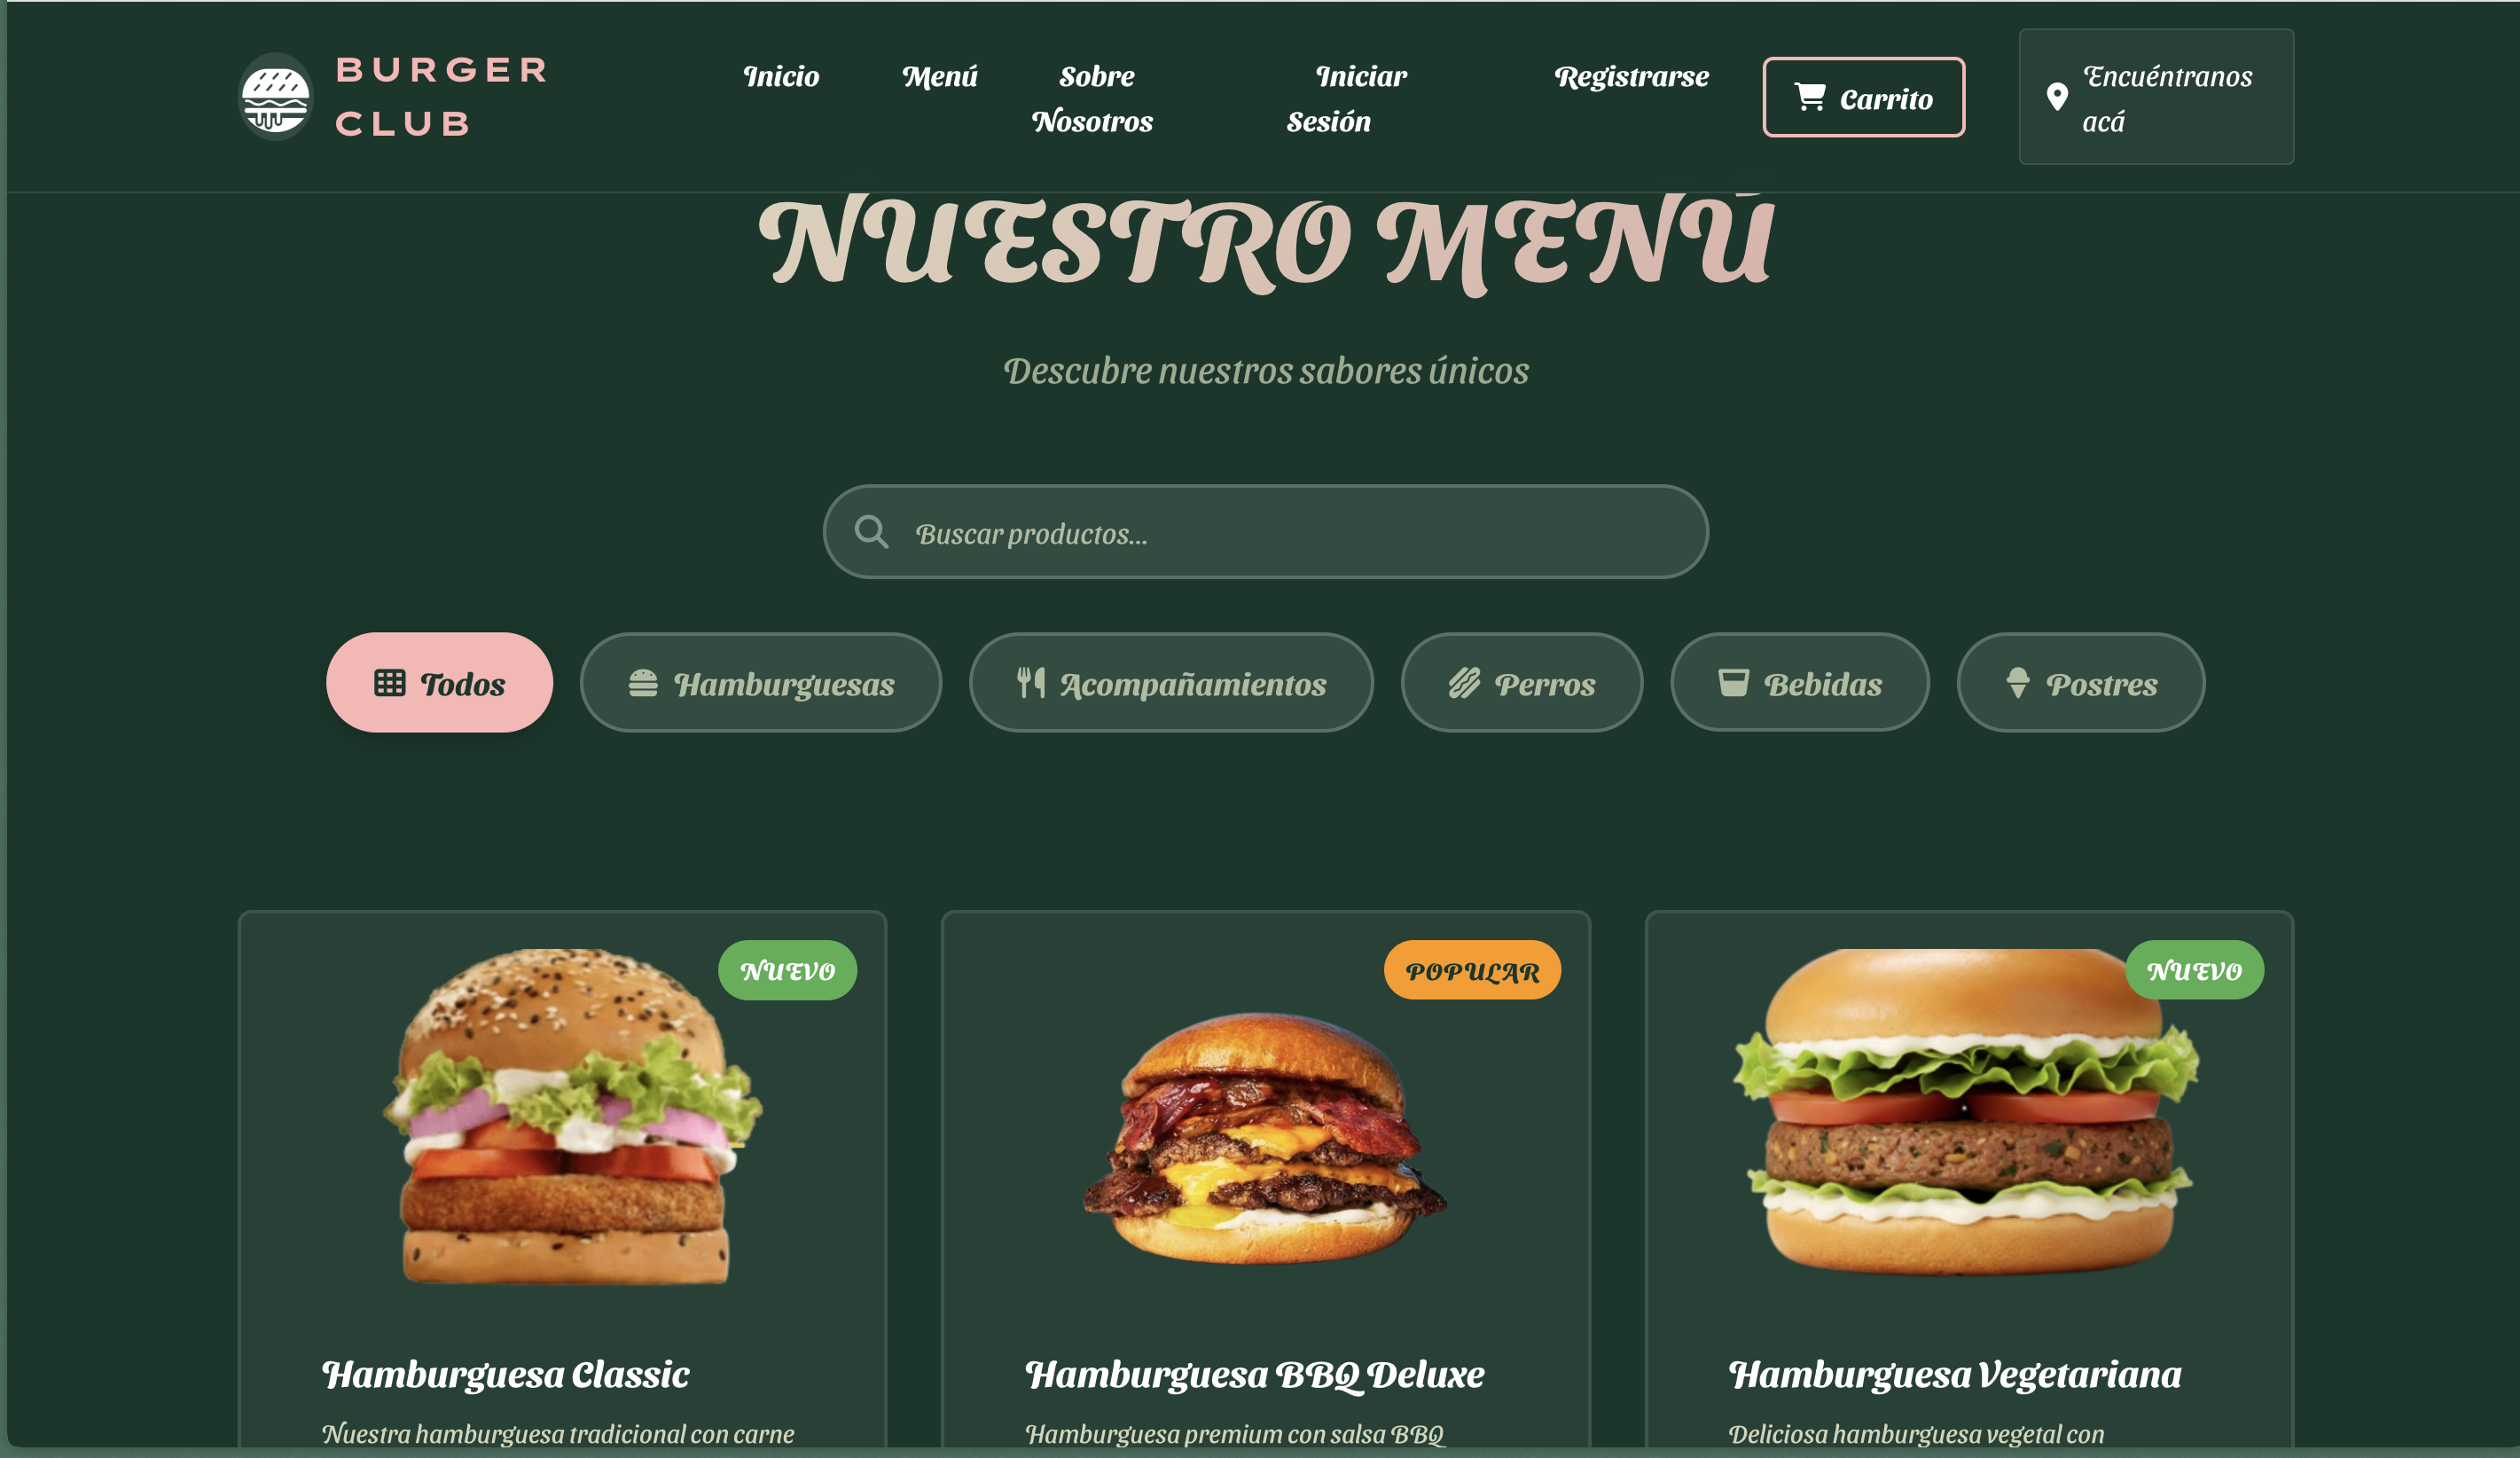 BURGER
CLUB
Inicio
Menú
Sobre
Nosotros
Iniciar
Sesión
Registrarse
Carrito
Encuéntranos
acá
NUESTRO MENÚ
Descubre nuestros sabores únicos
Buscar productos...
Todos
Hamburguesas
Acompañamientos
Perros
Bebidas
Postres
NUEVO
POPULAR
NUEVO
Hamburguesa Classic
Hamburguesa BBQ Deluxe
Hamburguesa Vegetariana
Nuestra hamburguesa tradicional con carne
Hamburguesa premium con salsa BBQ
Deliciosa hamburguesa vegetal con